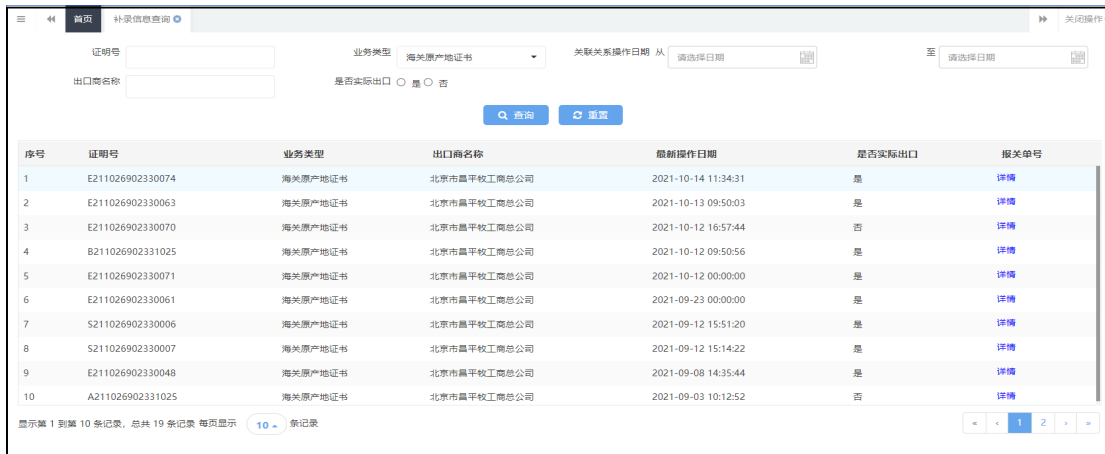 首页 补录信息查询 关闭操作
证明号 业务类型 海关原产地证书 关联关系操作日期 从 请选择日期 至 请选择日期
出口商名称 是否实际出口 是 否
查询 重置
序号 证明号 业务类型 出口商名称 最新操作日期 是否实际出口 报关单号
1 E211026902330074 海关原产地证书 北京市昌平牧工商总公司 2021-10-14 11:34:31 是 详情
2 E211026902330063 海关原产地证书 北京市昌平牧工商总公司 2021-10-13 09:50:03 是 详情
3 E211026902330070 海关原产地证书 北京市昌平牧工商总公司 2021-10-12 16:57:44 否 详情
4 B211026902331025 海关原产地证书 北京市昌平牧工商总公司 2021-10-12 09:50:56 是 详情
5 E211026902330071 海关原产地证书 北京市昌平牧工商总公司 2021-10-12 00:00:00 是 详情
6 E211026902330061 海关原产地证书 北京市昌平牧工商总公司 2021-09-23 00:00:00 是 详情
7 S211026902330006 海关原产地证书 北京市昌平牧工商总公司 2021-09-12 15:51:20 是 详情
8 S211026902330007 海关原产地证书 北京市昌平牧工商总公司 2021-09-12 15:14:22 是 详情
9 E211026902330048 海关原产地证书 北京市昌平牧工商总公司 2021-09-08 14:35:44 是 详情
10 A211026902331025 海关原产地证书 北京市昌平牧工商总公司 2021-09-03 10:12:52 否 详情
显示第 1 到第 10 条记录，总共 19 条记录 每页显示 10 条记录 « ‹ 1 2 › »